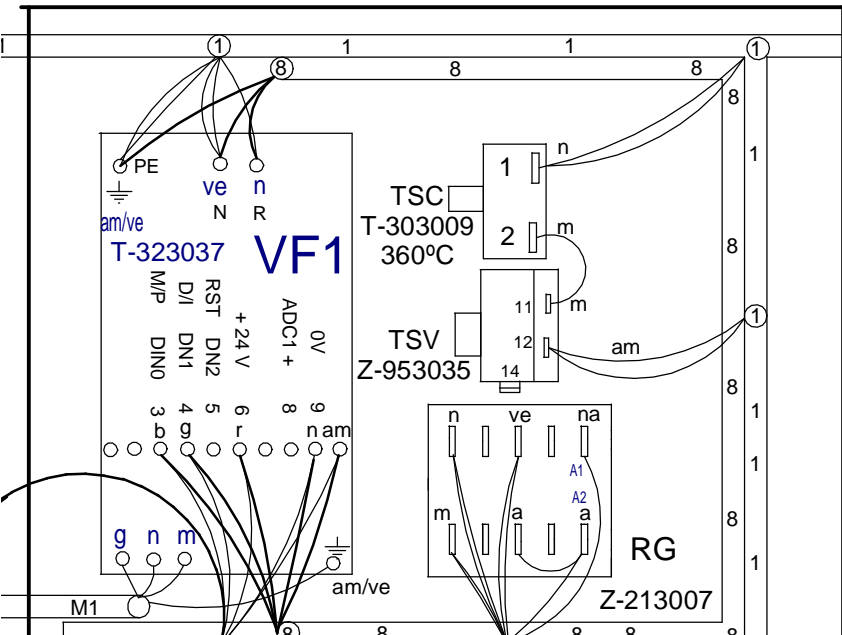 1 1 1 1 1
8 8 8
8
PE
ve n
N R
am/ve
T-323037
VF1
M/P D/I RST +24 V ADC1 + 0V
DIN0 DN1 DN2
3 4 5 6 8 9
b g r n am
g n m
am/ve
M1
1 n
TSC
T-303009
360ºC
2 m
1
8
11 m
TSV
12 am
Z-953035
14
1
8
1
n ve na
A1
A2
m a a
1
8
1
RG
Z-213007
8 8 8 8 8